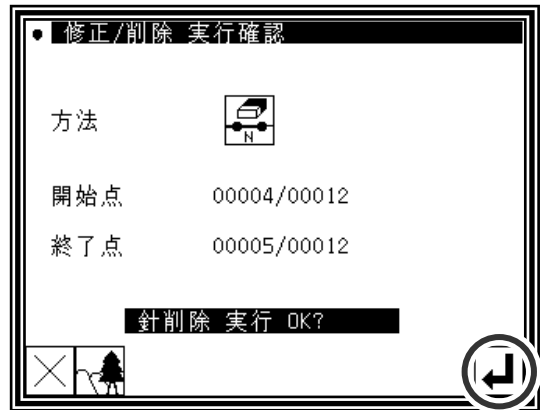 修正/削除 実行確認
方法
N
開始点 00004/00012
終了点 00005/00012
針削除 実行 OK?